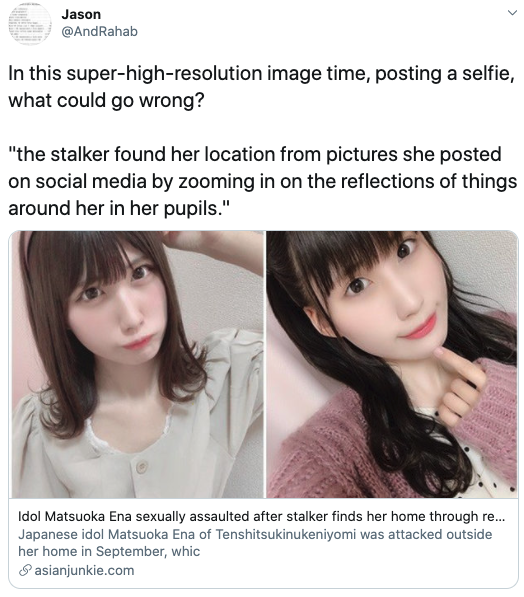 Jason
@AndRahab
In this super-high-resolution image time, posting a selfie,
what could go wrong?
"the stalker found her location from pictures she posted
on social media by zooming in on the reflections of things
around her in her pupils."
Idol Matsuoka Ena sexually assaulted after stalker finds her home through re...
Japanese idol Matsuoka Ena of Tenshitsukinukeniyomi was attacked outside
her home in September, whic
asianjunkie.com